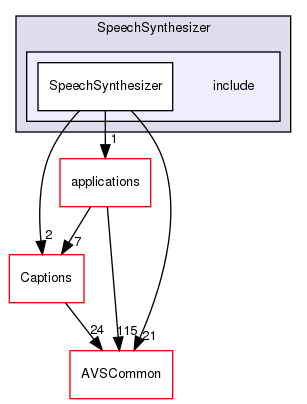 SpeechSynthesizer
SpeechSynthesizer include
1
applications
2 7
Captions
24 115 21
AVSCommon